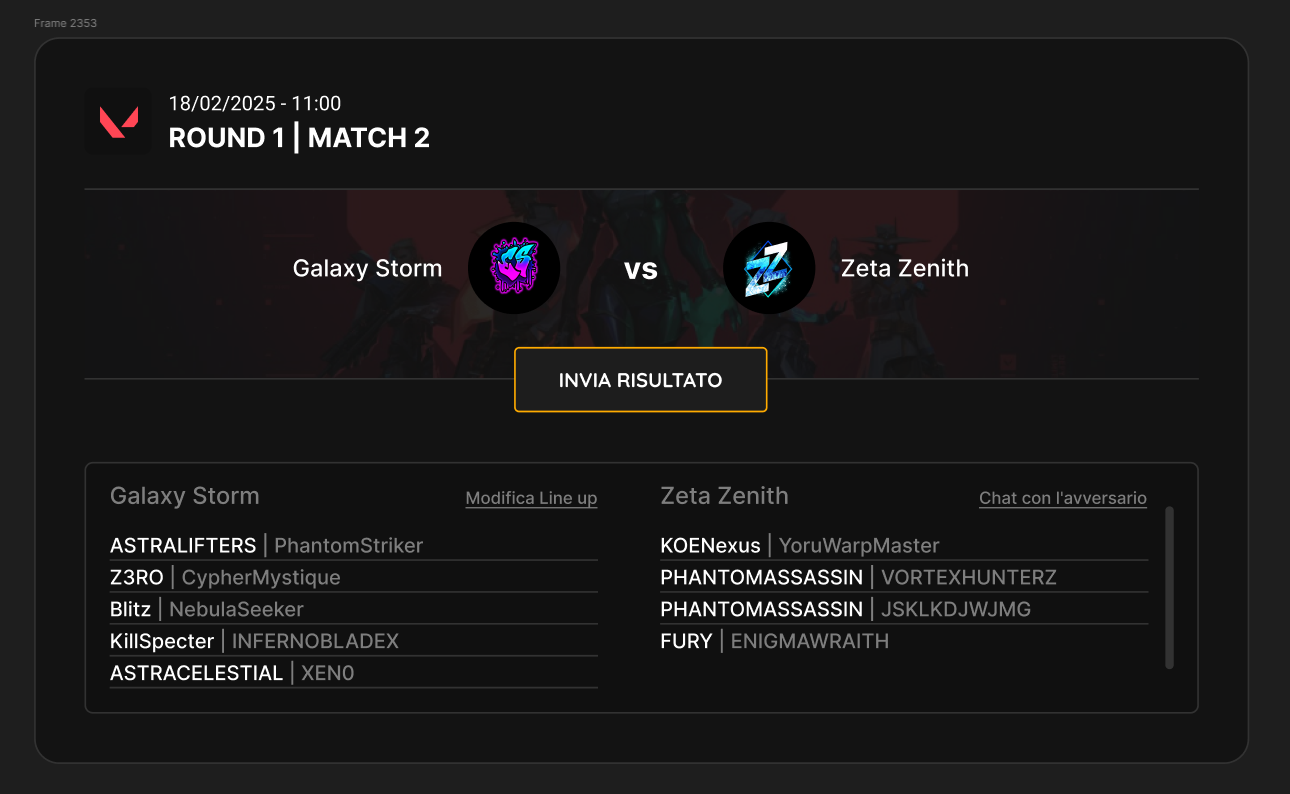 Frame 2353
18/02/2025 - 11:00
ROUND 1 | MATCH 2
Galaxy Storm
GS
vs
ZZ
Zeta Zenith
INVIA RISULTATO
Galaxy Storm
Modifica Line up
ASTRALIFTERS | PhantomStriker
Z3RO | CypherMystique
Blitz | NebulaSeeker
KillSpecter | INFERNOBLADEX
ASTRACELESTIAL | XEN0
Zeta Zenith
Chat con l'avversario
KOENexus | YoruWarpMaster
PHANTOMASSASSIN | VORTEXHUNTERZ
PHANTOMASSASSIN | JSKLKDJWJMG
FURY | ENIGMAWRAITH